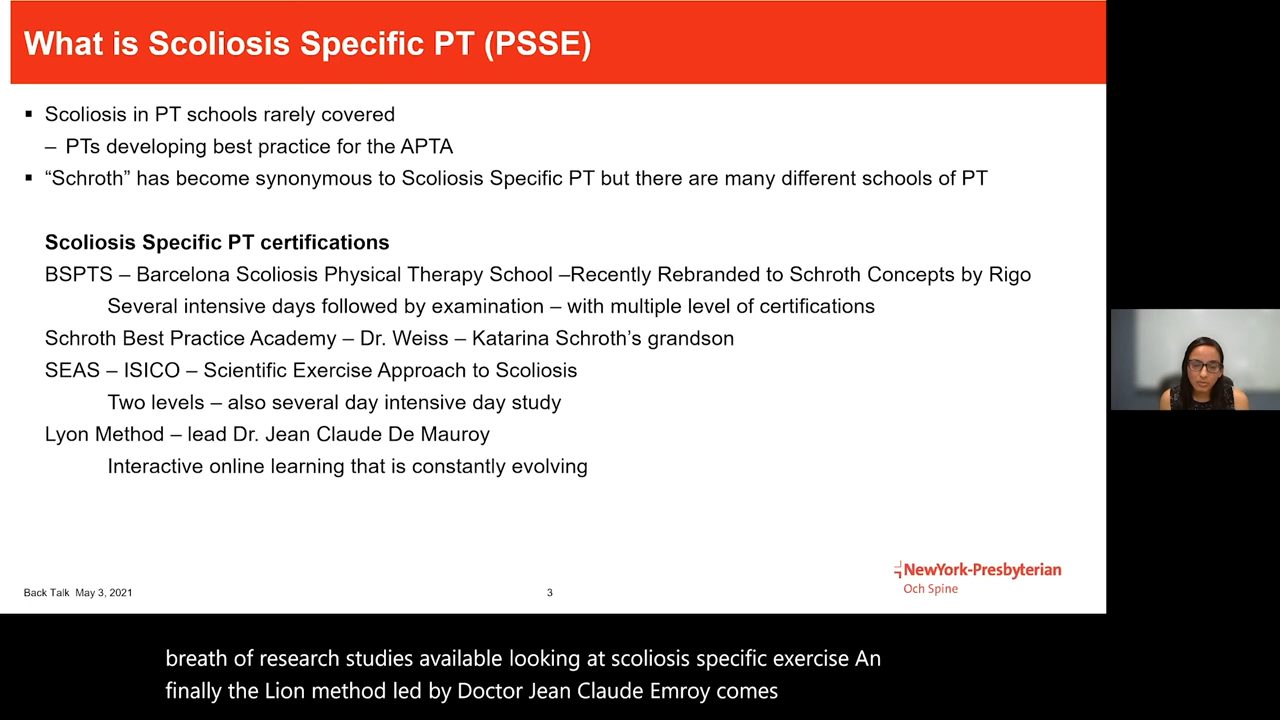 What is Scoliosis Specific PT (PSSE)
▪ Scoliosis in PT schools rarely covered
– PTs developing best practice for the APTA
▪ “Schroth” has become synonymous to Scoliosis Specific PT but there are many different schools of PT
Scoliosis Specific PT certifications
BSPTS – Barcelona Scoliosis Physical Therapy School –Recently Rebranded to Schroth Concepts by Rigo
Several intensive days followed by examination – with multiple level of certifications
Schroth Best Practice Academy – Dr. Weiss – Katarina Schroth’s grandson
SEAS – ISICO – Scientific Exercise Approach to Scoliosis
Two levels – also several day intensive day study
Lyon Method – lead Dr. Jean Claude De Mauroy
Interactive online learning that is constantly evolving
NewYork-Presbyterian
Och Spine
Back Talk May 3, 2021
3
breath of research studies available looking at scoliosis specific exercise An
finally the Lion method led by Doctor Jean Claude Emroy comes